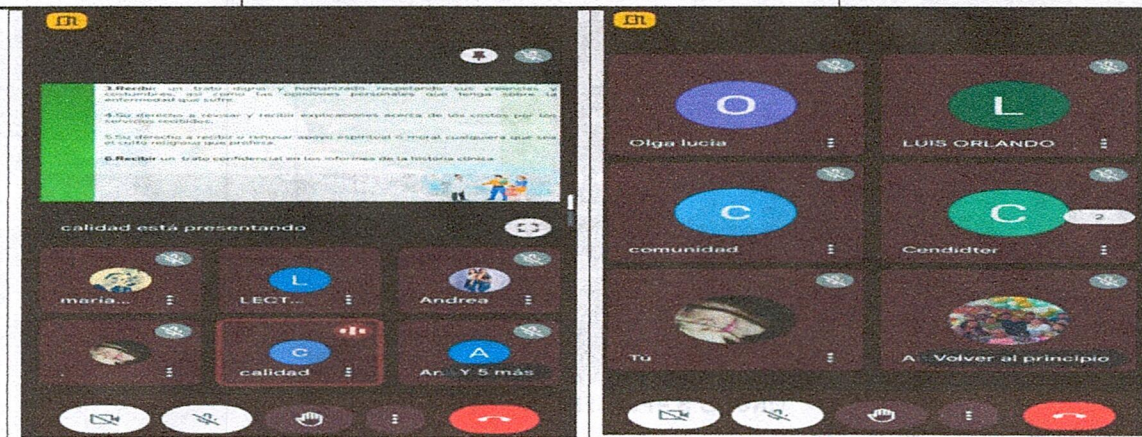 3.Recibir un trato digno y humanizado respetando sus creencias y
costumbres, así como las opiniones personales que tenga sobre la
enfermedad que sufre.
4.Su derecho a revisar y recibir explicaciones acerca de los costos por los
servicios recibidos.
5.Su derecho a recibir o rehusar apoyo espiritual o moral cualquiera que sea
el culto religioso que profesa.
6.Recibir un trato confidencial en los informes de la historia clínica
calidad está presentando
maria...
L
LECT...
Andrea
C
calidad
A
An
Y 5 más
O
Olga lucia
L
LUIS ORLANDO
C
comunidad
C
Cendidter
2
Tú
A
Volver al principio